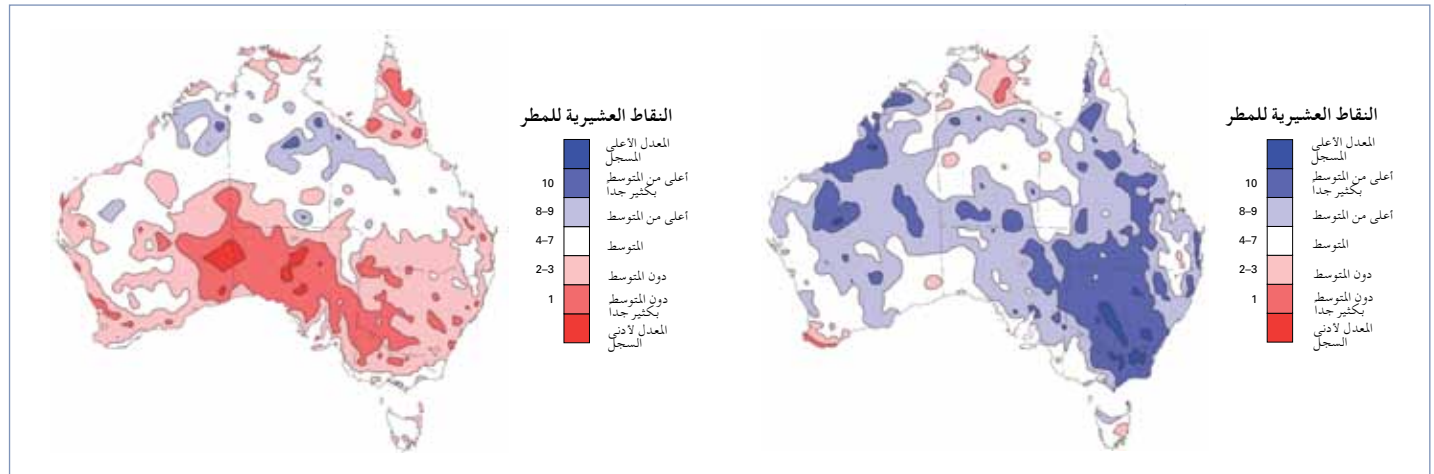 النقاط العشيرية للمطر
المعدل الاعلى
المسجل
10
أعلى من المتوسط
بكثير جدا
8–9
أعلى من المتوسط
4–7
المتوسط
2–3
دون المتوسط
1
دون المتوسط
بكثير جدا
المعدل لادنى
السجل
النقاط العشيرية للمطر
المعدل الاعلى
المسجل
10
أعلى من المتوسط
بكثير جدا
8–9
أعلى من المتوسط
4–7
المتوسط
2–3
دون المتوسط
1
دون المتوسط
بكثير جدا
المعدل لادنى
السجل